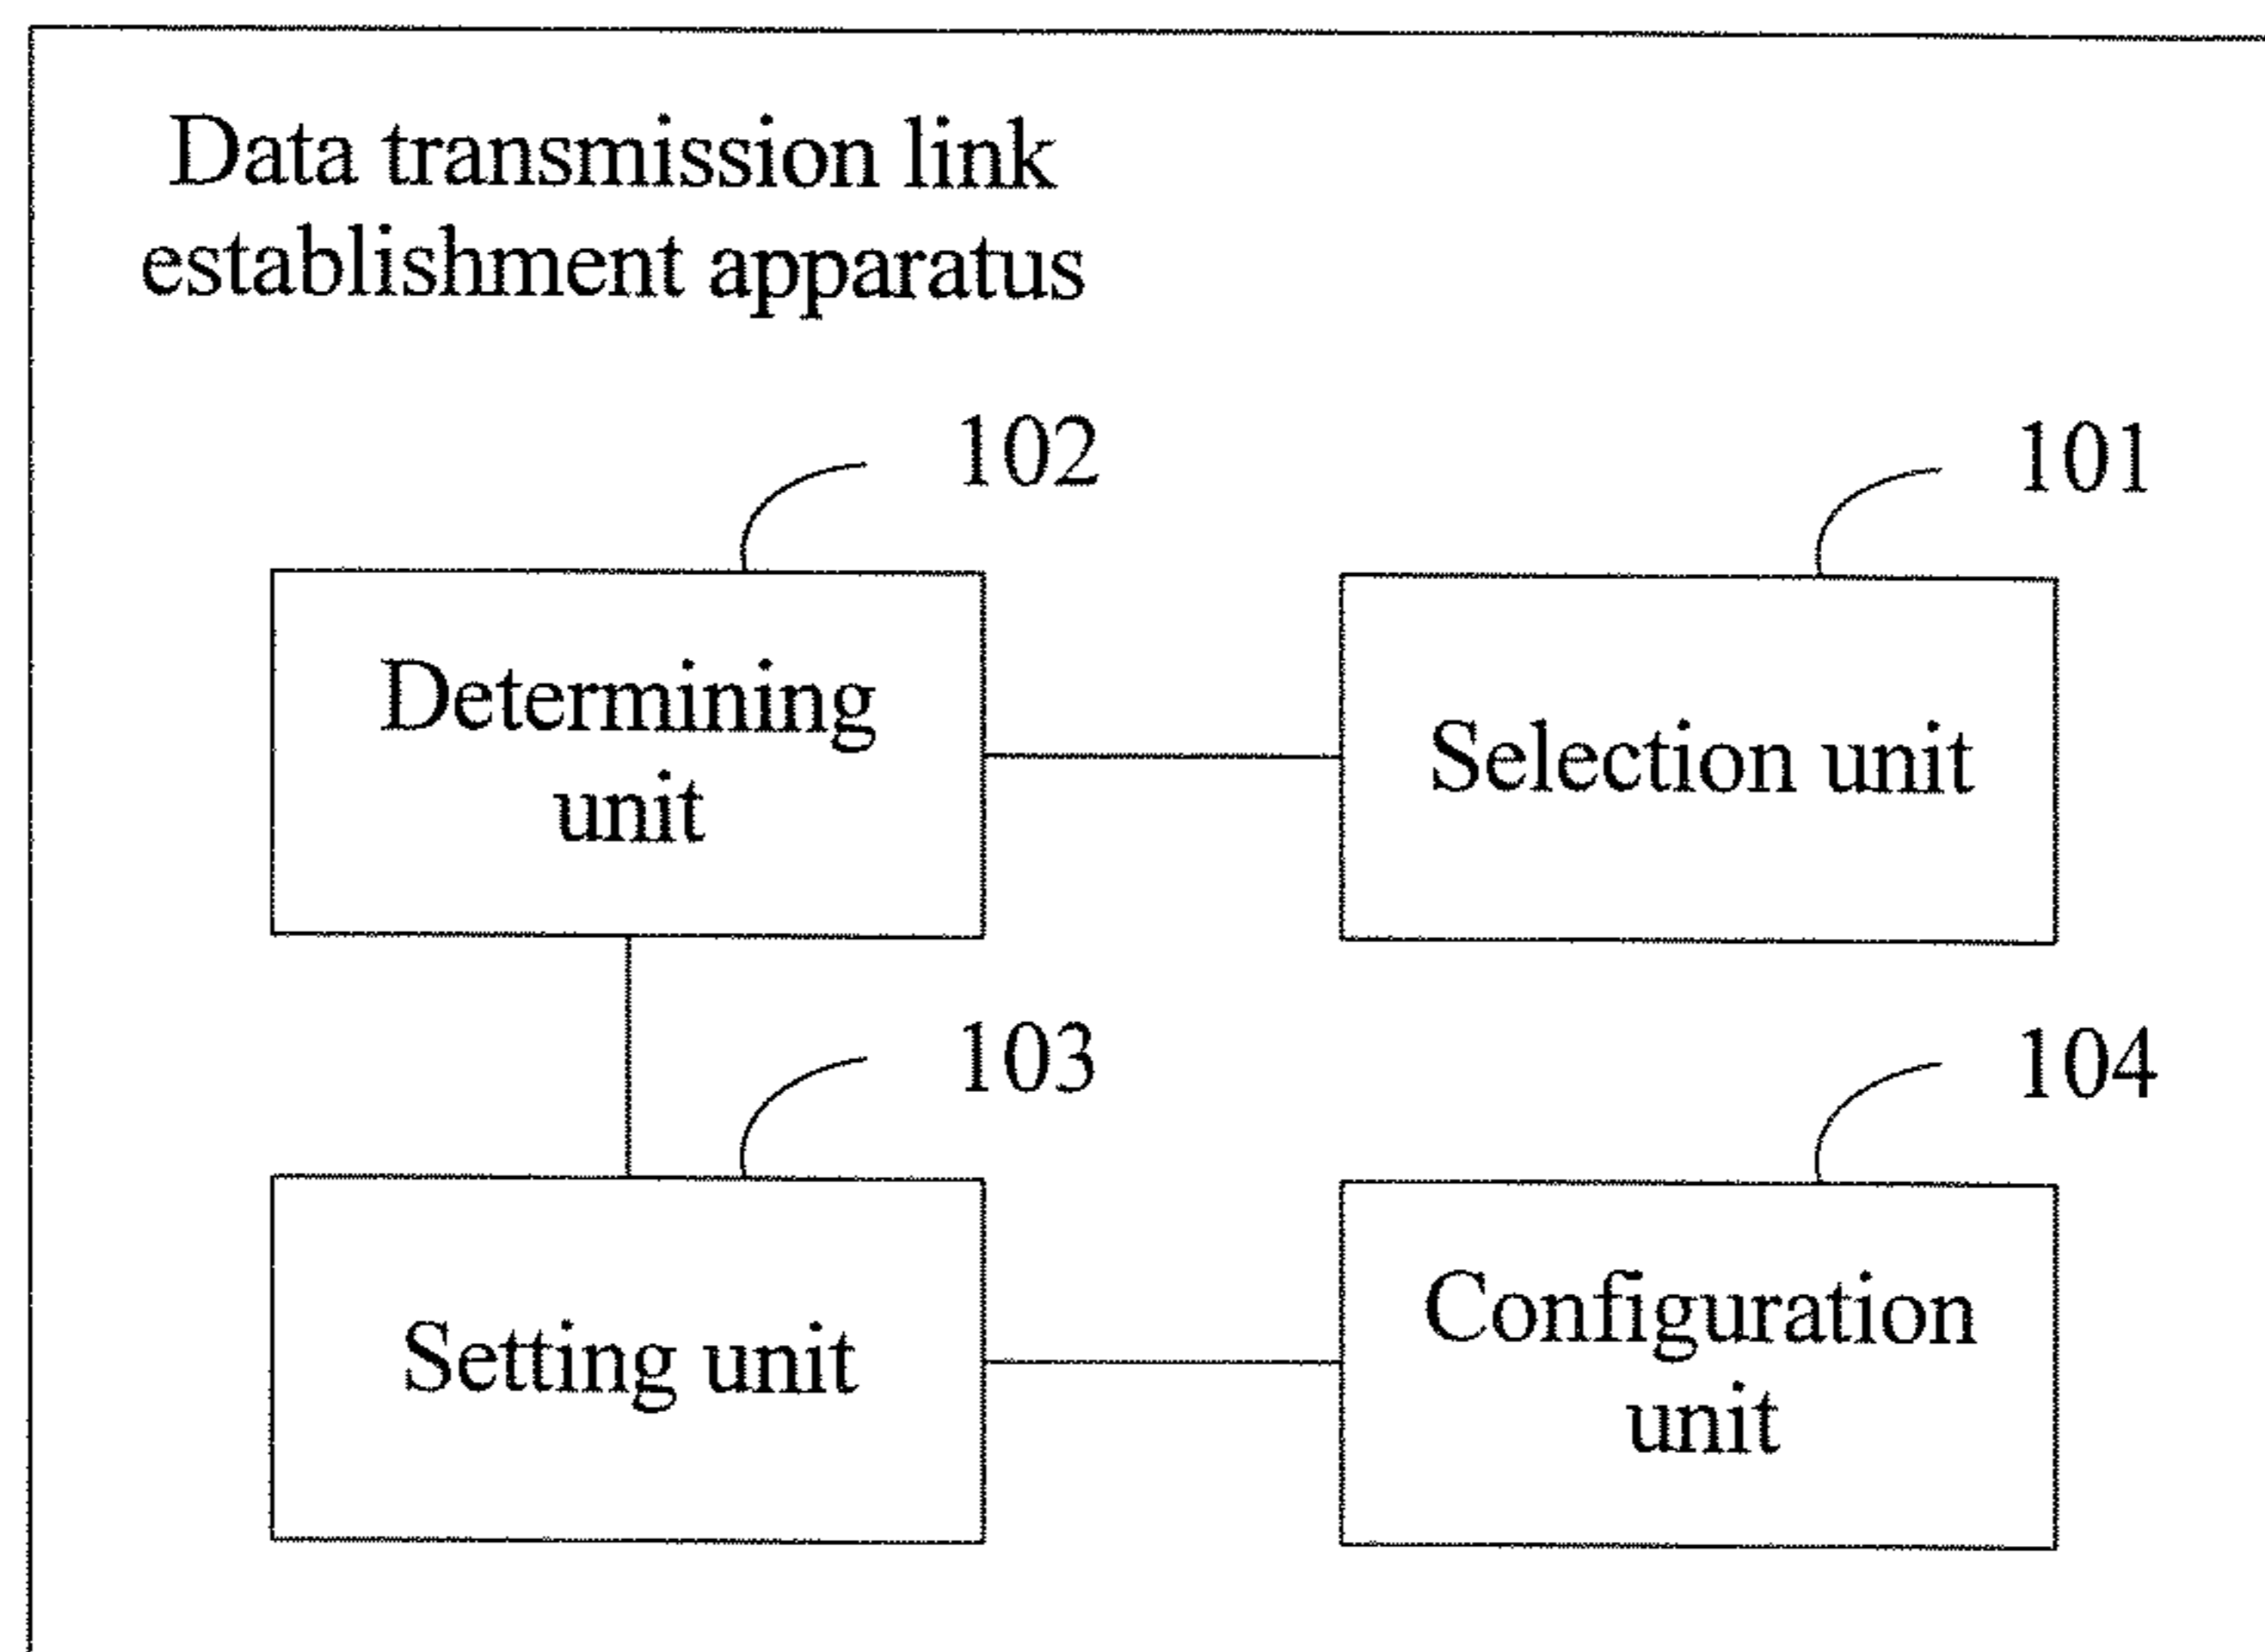 Data transmission link
establishment apparatus
102
101
Determining
unit
Selection unit
103
104
Setting unit
Configuration
unit